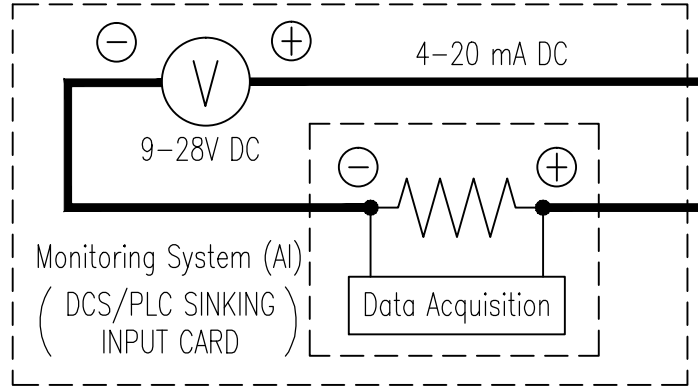 − +
4−20 mA DC
V
9−28V DC
− +
Monitoring System (AI)
( DCS/PLC SINKING
INPUT CARD )
Data Acquisition